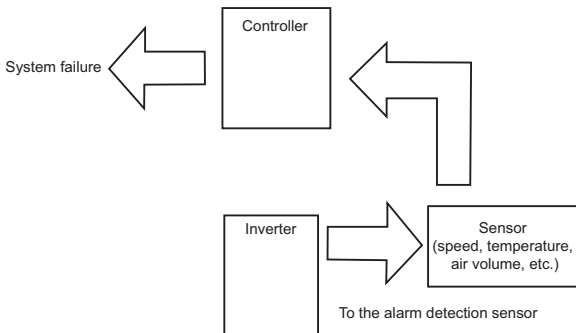 Controller
System failure
Inverter
Sensor
(speed, temperature,
air volume, etc.)
To the alarm detection sensor